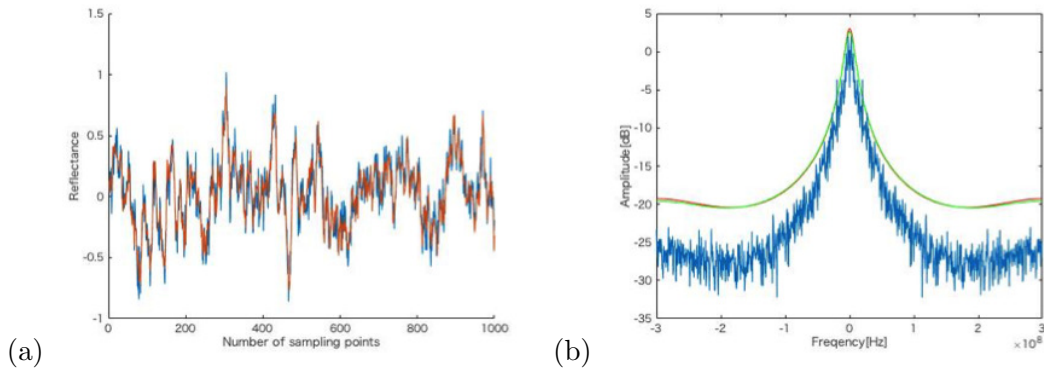 1.5
1
0.5
0
-0.5
-1
Reflectance
0 200 400 600 800 1000
Number of sampling points
(a)
5
0
-5
-10
-15
-20
-25
-30
-35
Amplitude[dB]
-3 -2 -1 0 1 2 3
×10⁸
Freqency[Hz]
(b)